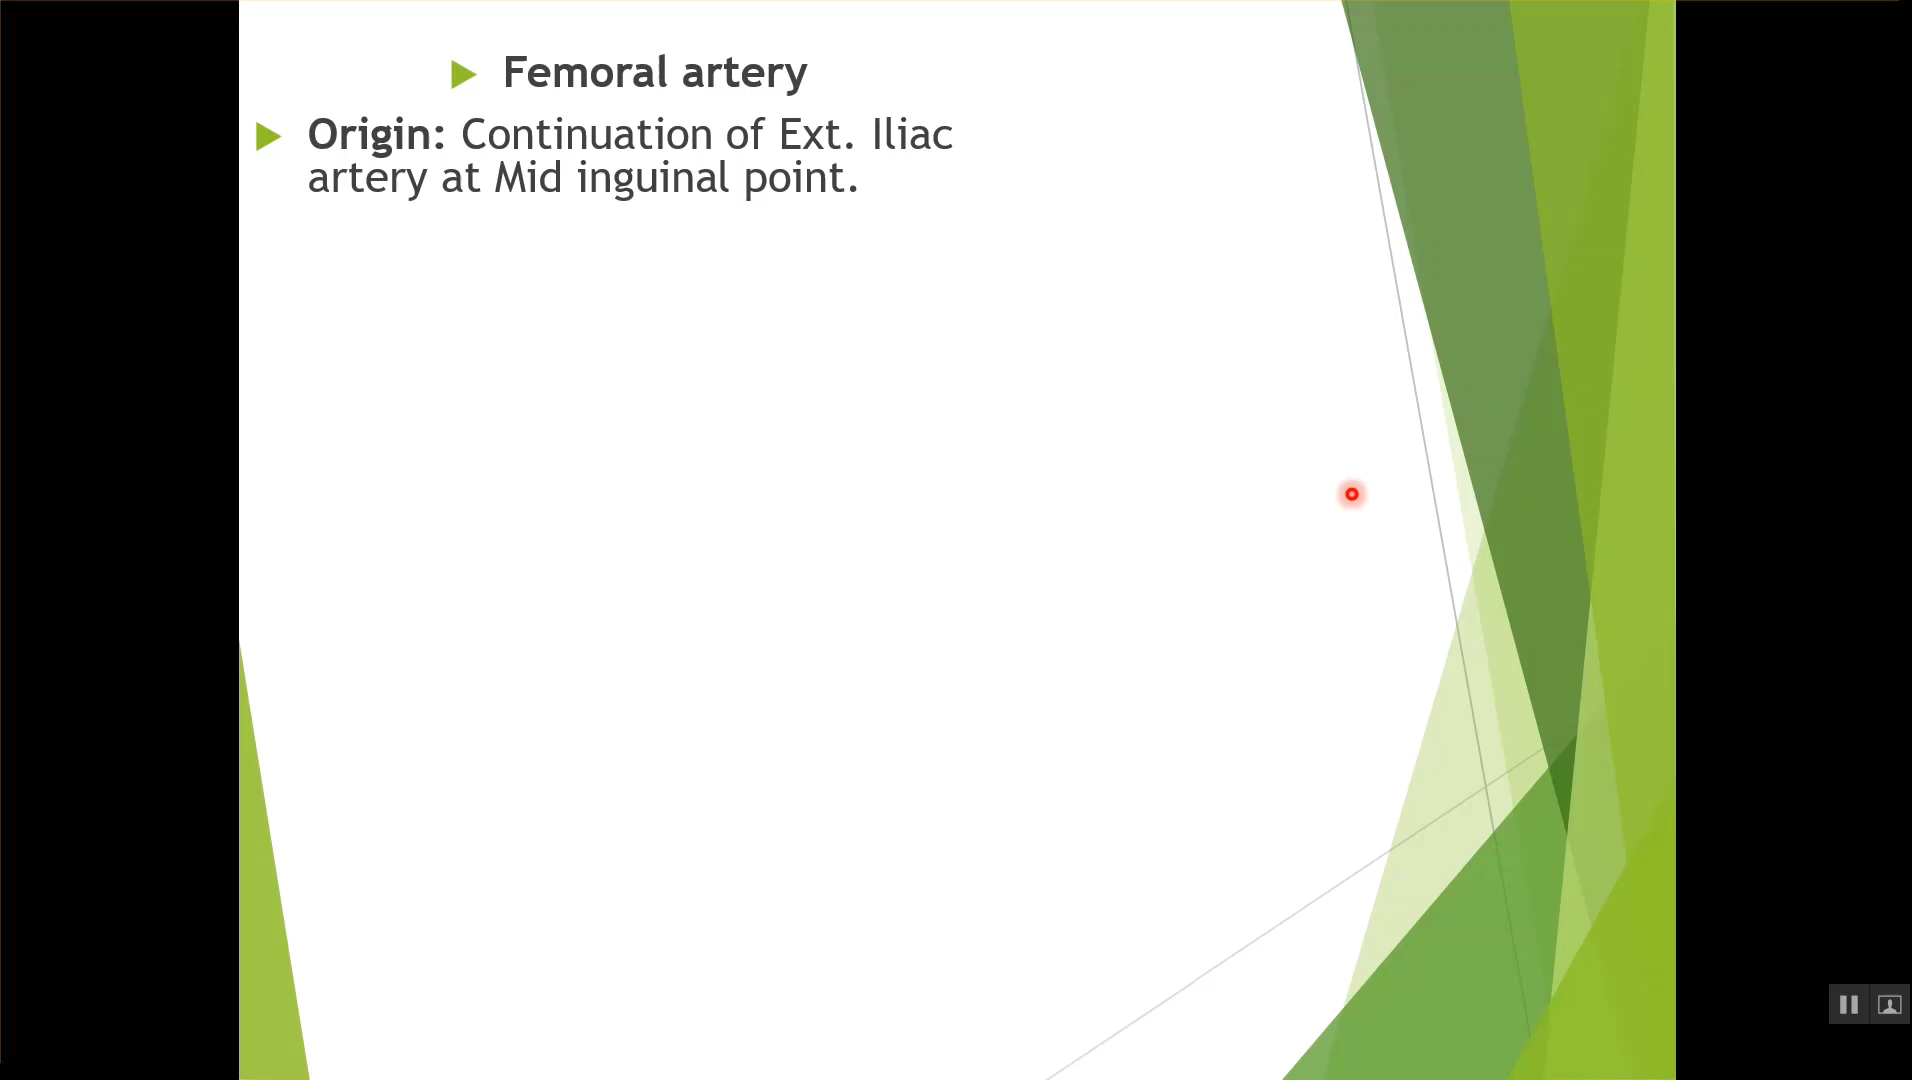 Femoral artery
Origin: Continuation of Ext. Iliac
artery at Mid inguinal point.